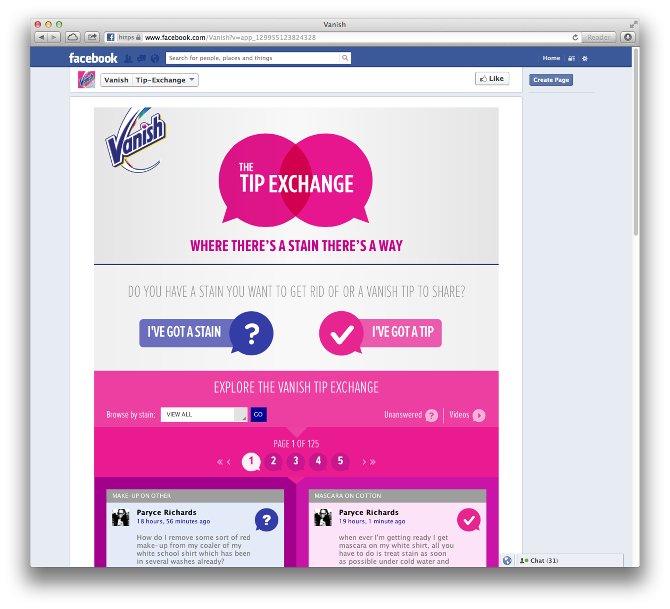 Vanish
https www.facebook.com/Vanish?v=app_129955123824328
Reader
facebook
Search for people, places and things
Home
Vanish
Tip-Exchange
Like
Create Page
Vanish
THE
TIP EXCHANGE
WHERE THERE'S A STAIN THERE'S A WAY
DO YOU HAVE A STAIN YOU WANT TO GET RID OF OR A VANISH TIP TO SHARE?
I'VE GOT A STAIN ?
I'VE GOT A TIP
EXPLORE THE VANISH TIP EXCHANGE
Browse by stain: VIEW ALL GO
Unanswered ? Videos
PAGE 1 OF 125
« ‹ 1 2 3 4 5 › »
MAKE-UP ON OTHER
Paryce Richards
18 hours, 56 minutes ago
?
How do I remove some sort of red
make-up from my coaler of my
white school shirt which has been
in several washes already?
MASCARA ON COTTON
Paryce Richards
19 hours, 1 minute ago
when ever I'm getting ready I get
mascara on my white shirt, all you
have to do is treat stain as soon
as possible under cold water and
Chat (31)